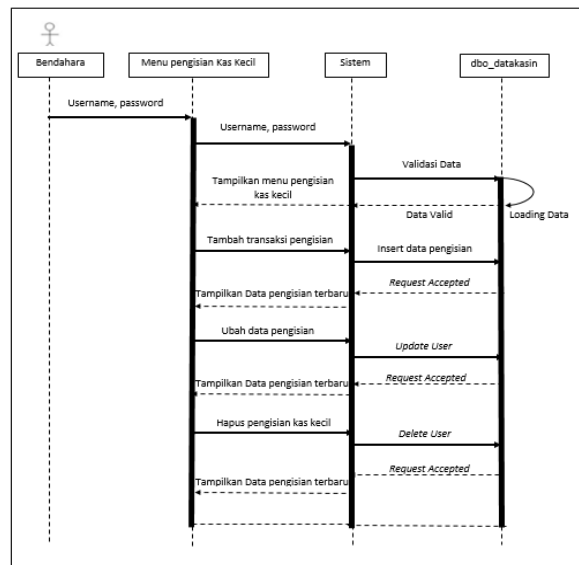 Bendahara
Menu pengisian Kas Kecil
Sistem
dbo_datakasin
Username, password
Username, password
Validasi Data
Tampilkan menu pengisian
kas kecil
Data Valid
Loading Data
Tambah transaksi pengisian
Insert data pengisian
Request Accepted
Tampilkan Data pengisian terbaru
Ubah data pengisian
Update User
Request Accepted
Tampilkan Data pengisian terbaru
Hapus pengisian kas kecil
Delete User
Request Accepted
Tampilkan Data pengisian terbaru